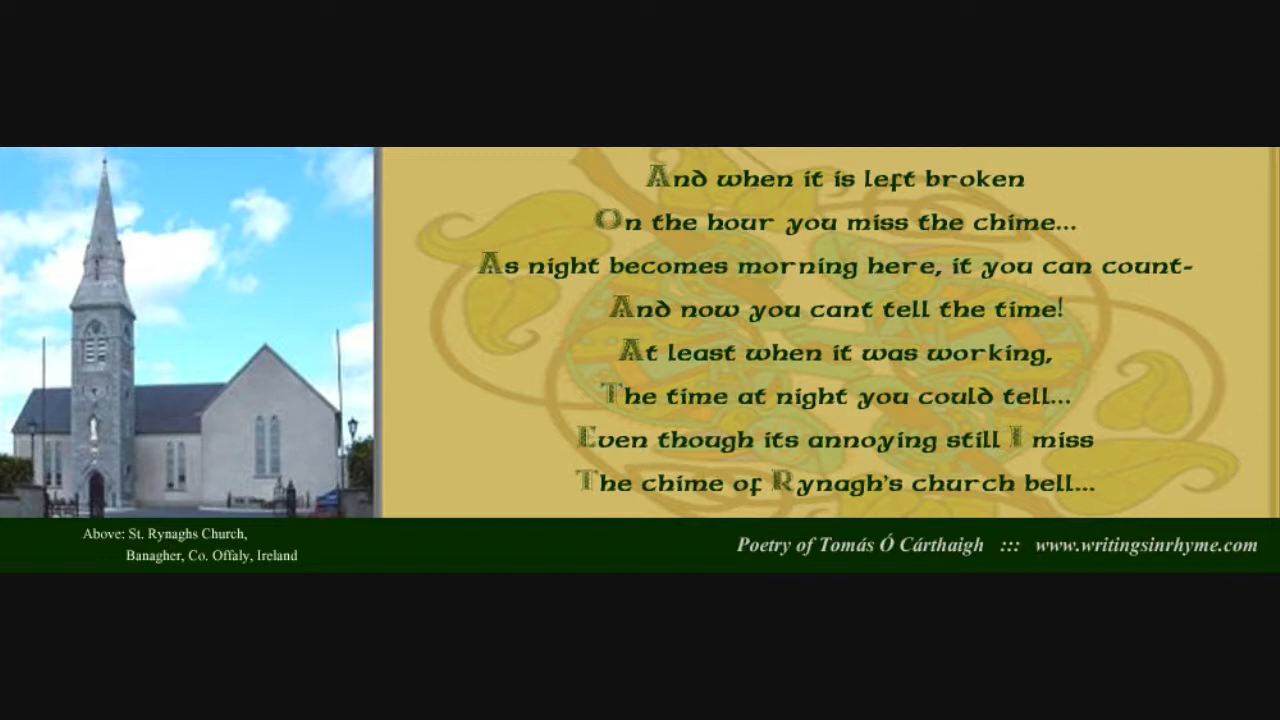 And when it is left broken
On the hour you miss the chime...
As night becomes morning here, it you can count-
And now you cant tell the time!
At least when it was working,
The time at night you could tell...
Even though its annoying still I miss
The chime of Rynagh's church bell...
Above: St. Rynaghs Church,
Banagher, Co. Offaly, Ireland
Poetry of Tomás Ó Cárthaigh ::: www.writingsinrhyme.com